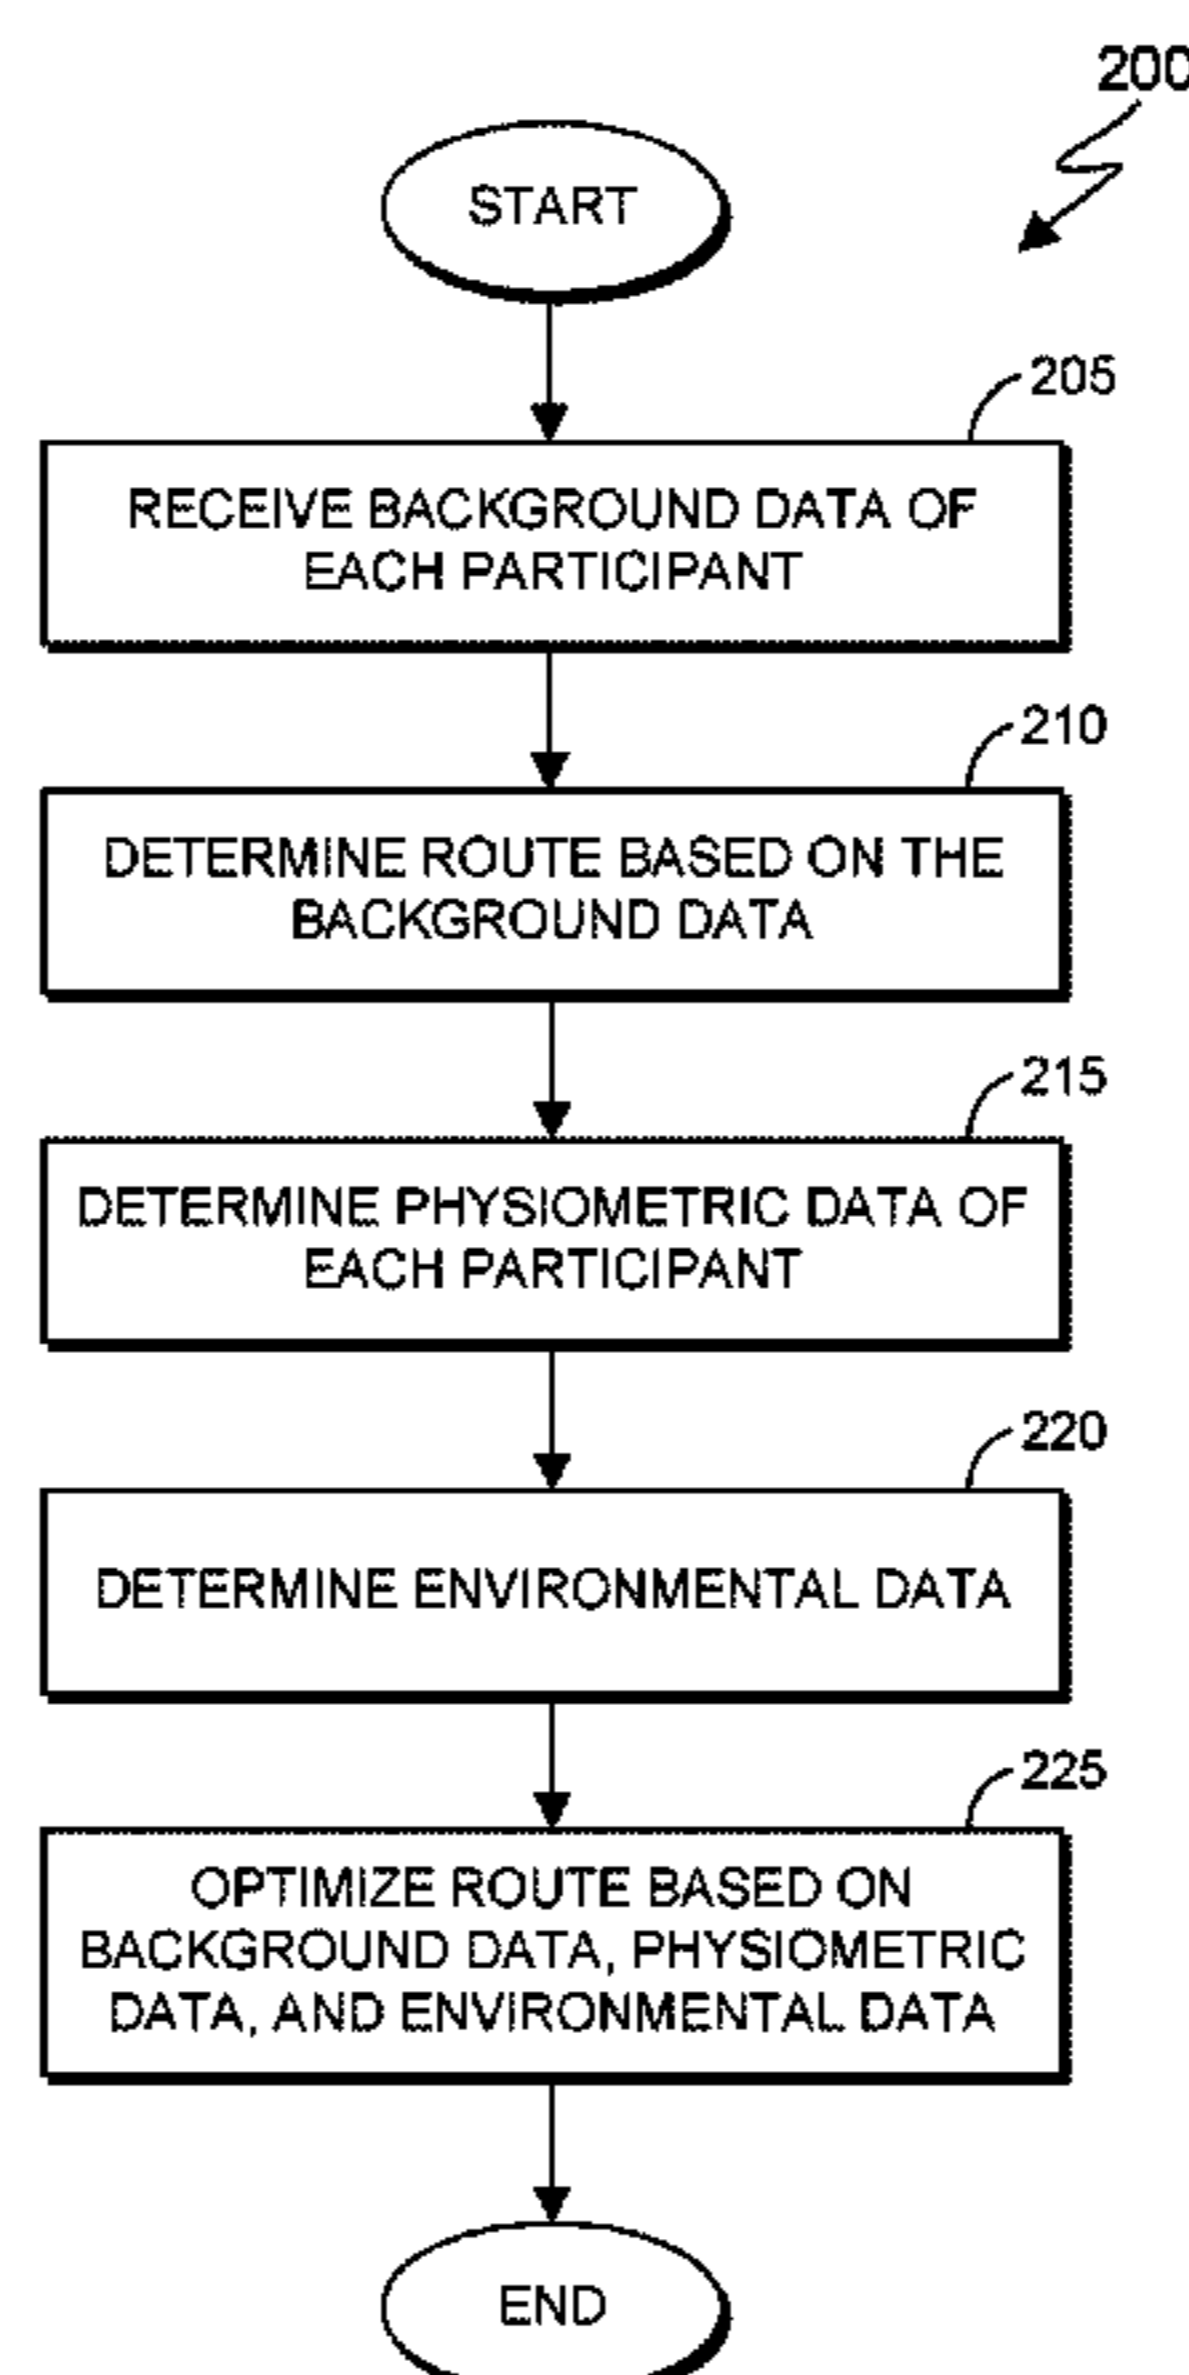 200
START
205
RECEIVE BACKGROUND DATA OF
EACH PARTICIPANT
210
DETERMINE ROUTE BASED ON THE
BACKGROUND DATA
215
DETERMINE PHYSIOMETRIC DATA OF
EACH PARTICIPANT
220
DETERMINE ENVIRONMENTAL DATA
225
OPTIMIZE ROUTE BASED ON
BACKGROUND DATA, PHYSIOMETRIC
DATA, AND ENVIRONMENTAL DATA
END